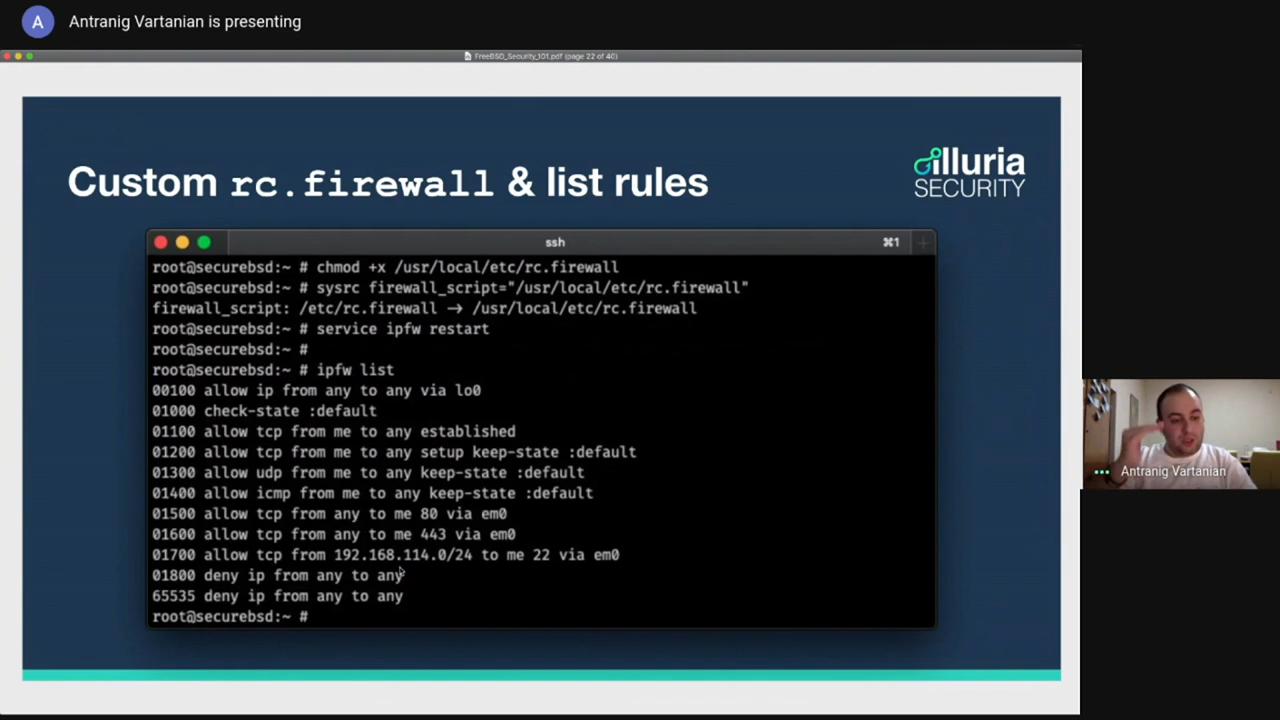 A
Antranig Vartanian is presenting
FreeBSD_Security_101.pdf (page 22 of 40)
Custom rc.firewall & list rules
illuria
SECURITY
ssh
⌘1
root@securebsd:~ # chmod +x /usr/local/etc/rc.firewall
root@securebsd:~ # sysrc firewall_script="/usr/local/etc/rc.firewall"
firewall_script: /etc/rc.firewall -> /usr/local/etc/rc.firewall
root@securebsd:~ # service ipfw restart
root@securebsd:~ #
root@securebsd:~ # ipfw list
00100 allow ip from any to any via lo0
01000 check-state :default
01100 allow tcp from me to any established
01200 allow tcp from me to any setup keep-state :default
01300 allow udp from me to any keep-state :default
01400 allow icmp from me to any keep-state :default
01500 allow tcp from any to me 80 via em0
01600 allow tcp from any to me 443 via em0
01700 allow tcp from 192.168.114.0/24 to me 22 via em0
01800 deny ip from any to any
65535 deny ip from any to any
root@securebsd:~ #
Antranig Vartanian